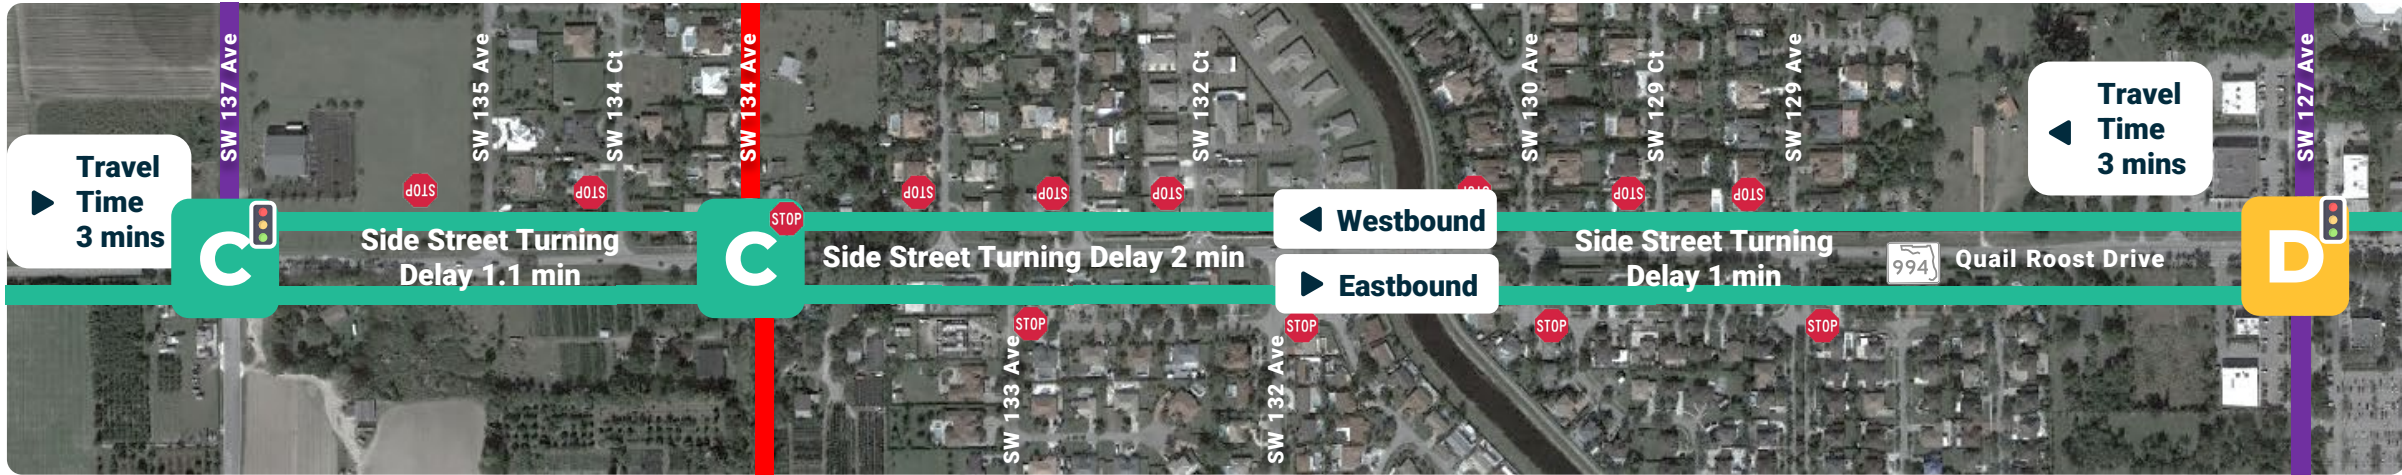 SW 137 Ave
SW 135 Ave
SW 134 Ct
SW 134 Ave
SW 132 Ct
SW 130 Ave
SW 129 Ct
SW 129 Ave
SW 127 Ave
Travel
Time
3 mins
Travel
Time
3 mins
STOP
STOP
STOP
STOP
STOP
STOP
STOP
STOP
STOP
C
Side Street Turning
Delay 1.1 min
C
Side Street Turning Delay 2 min
Westbound
Eastbound
Side Street Turning
Delay 1 min
994
Quail Roost Drive
D
STOP
STOP
STOP
STOP
SW 133 Ave
SW 132 Ave